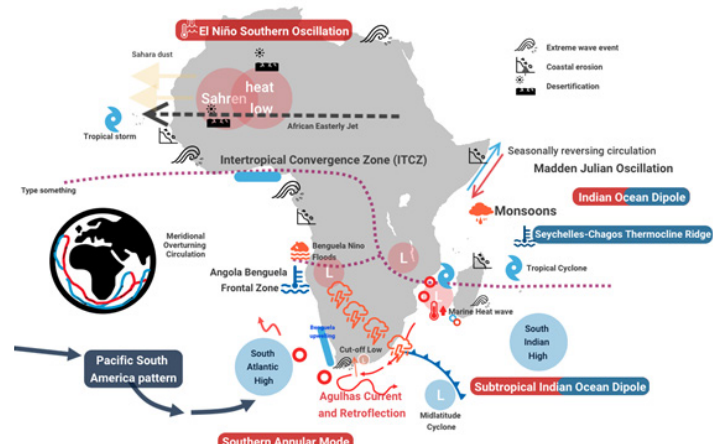 El Niño Southern Oscillation
Extreme wave event
Coastal erosion
Desertification
Sahara dust
heat
Sahren
low
African Easterly Jet
Tropical storm
Intertropical Convergence Zone (ITCZ)
Seasonally reversing circulation
Madden Julian Oscillation
Type something
Indian Ocean Dipole
Monsoons
Seychelles-Chagos Thermocline Ridge
Meridional
Overturning
Circulation
Benguela Nino
Floods
L
Angola Benguela
Frontal Zone
L
Tropical Cyclone
L
Marine Heat wave
Benguela
upwelling
South
Indian
High
Cut-off Low
L
South
Atlantic
High
Pacific South
America pattern
Agulhas Current
and Retroflection
L
Subtropical Indian Ocean Dipole
Midlatitude
Cyclone
Southern Annular Mode